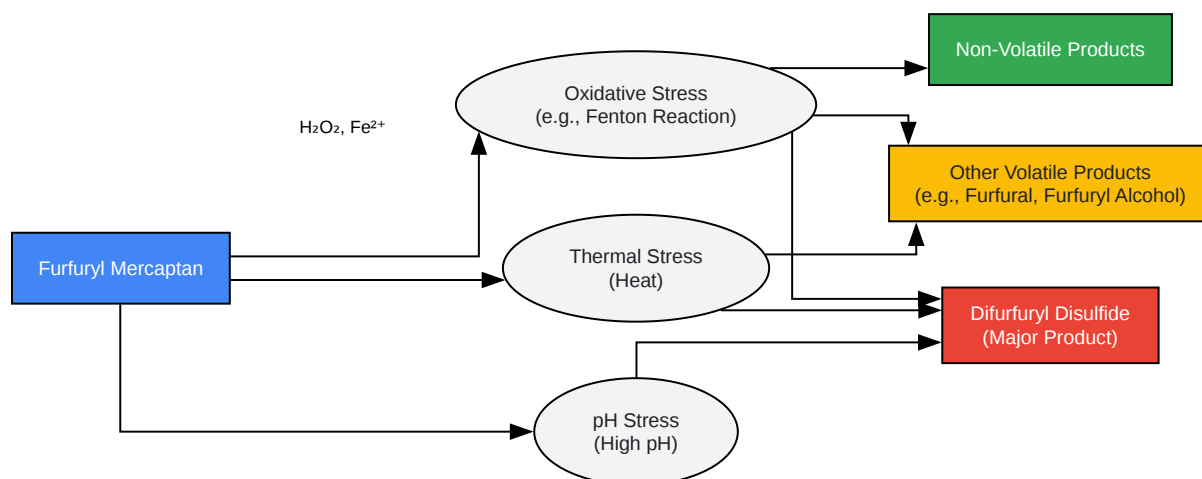 Non-Volatile Products
Oxidative Stress
(e.g., Fenton Reaction)
H₂O₂, Fe²⁺
Other Volatile Products
(e.g., Furfural, Furfuryl Alcohol)
Furfuryl Mercaptan
Thermal Stress
(Heat)
Difurfuryl Disulfide
(Major Product)
pH Stress
(High pH)